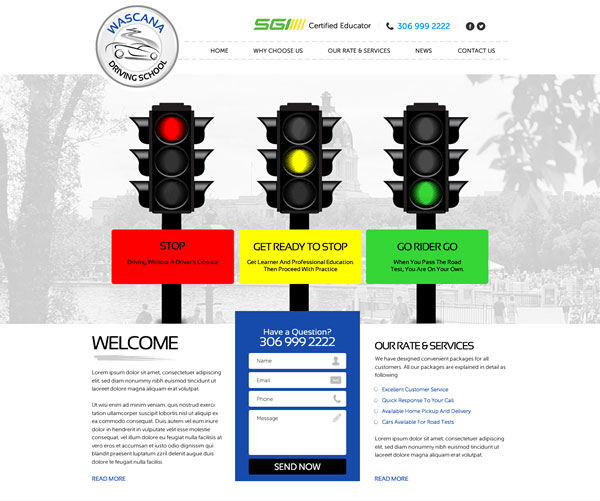 WASCANA
DRIVING SCHOOL
SGI Certified Educator
306 999 2222
HOME WHY CHOOSE US OUR RATE & SERVICES NEWS CONTACT US
STOP
Driving Without A Driver's Licence
GET READY TO STOP
Get Learner And Professional Education.
Then Proceed With Practice
GO RIDER GO
When You Pass The Road
Test, You Are On Your Own.
WELCOME
Lorem ipsum dolor sit amet, consectetuer adipiscing
elit, sed diam nonummy nibh euismod tincidunt ut
laoreet dolore magna aliquam erat volutpat.
Ut wisi enim ad minim veniam, quis nostrud exerci
tation ullamcorper suscipit lobortis nisl ut aliquip ex
ea commodo consequat. Duis autem vel eum iriure
dolor in hendrerit in vulputate velit esse molestie
consequat, vel illum dolore eu feugiat nulla facilisis at
vero eros et accumsan et iusto odio dignissim qui
blandit praesent luptatum zzril delenit augue duis
dolore te feugait nulla facilisi.
READ MORE
Have a Question?
306 999 2222
Name
Email
Phone
Message
SEND NOW
OUR RATE & SERVICES
We have designed convenient packages for all
customers. All our packages are explained in detail as
following
Excellent Customer Service
Quick Response To Your Call
Available Home Pickup And Delivery
Cars Available For Road Tests
Lorem ipsum dolor sit amet, consectetuer adipiscing
elit, sed diam nonummy nibh euismod tincidunt ut
laoreet dolore magna aliquam erat volutpat.
READ MORE